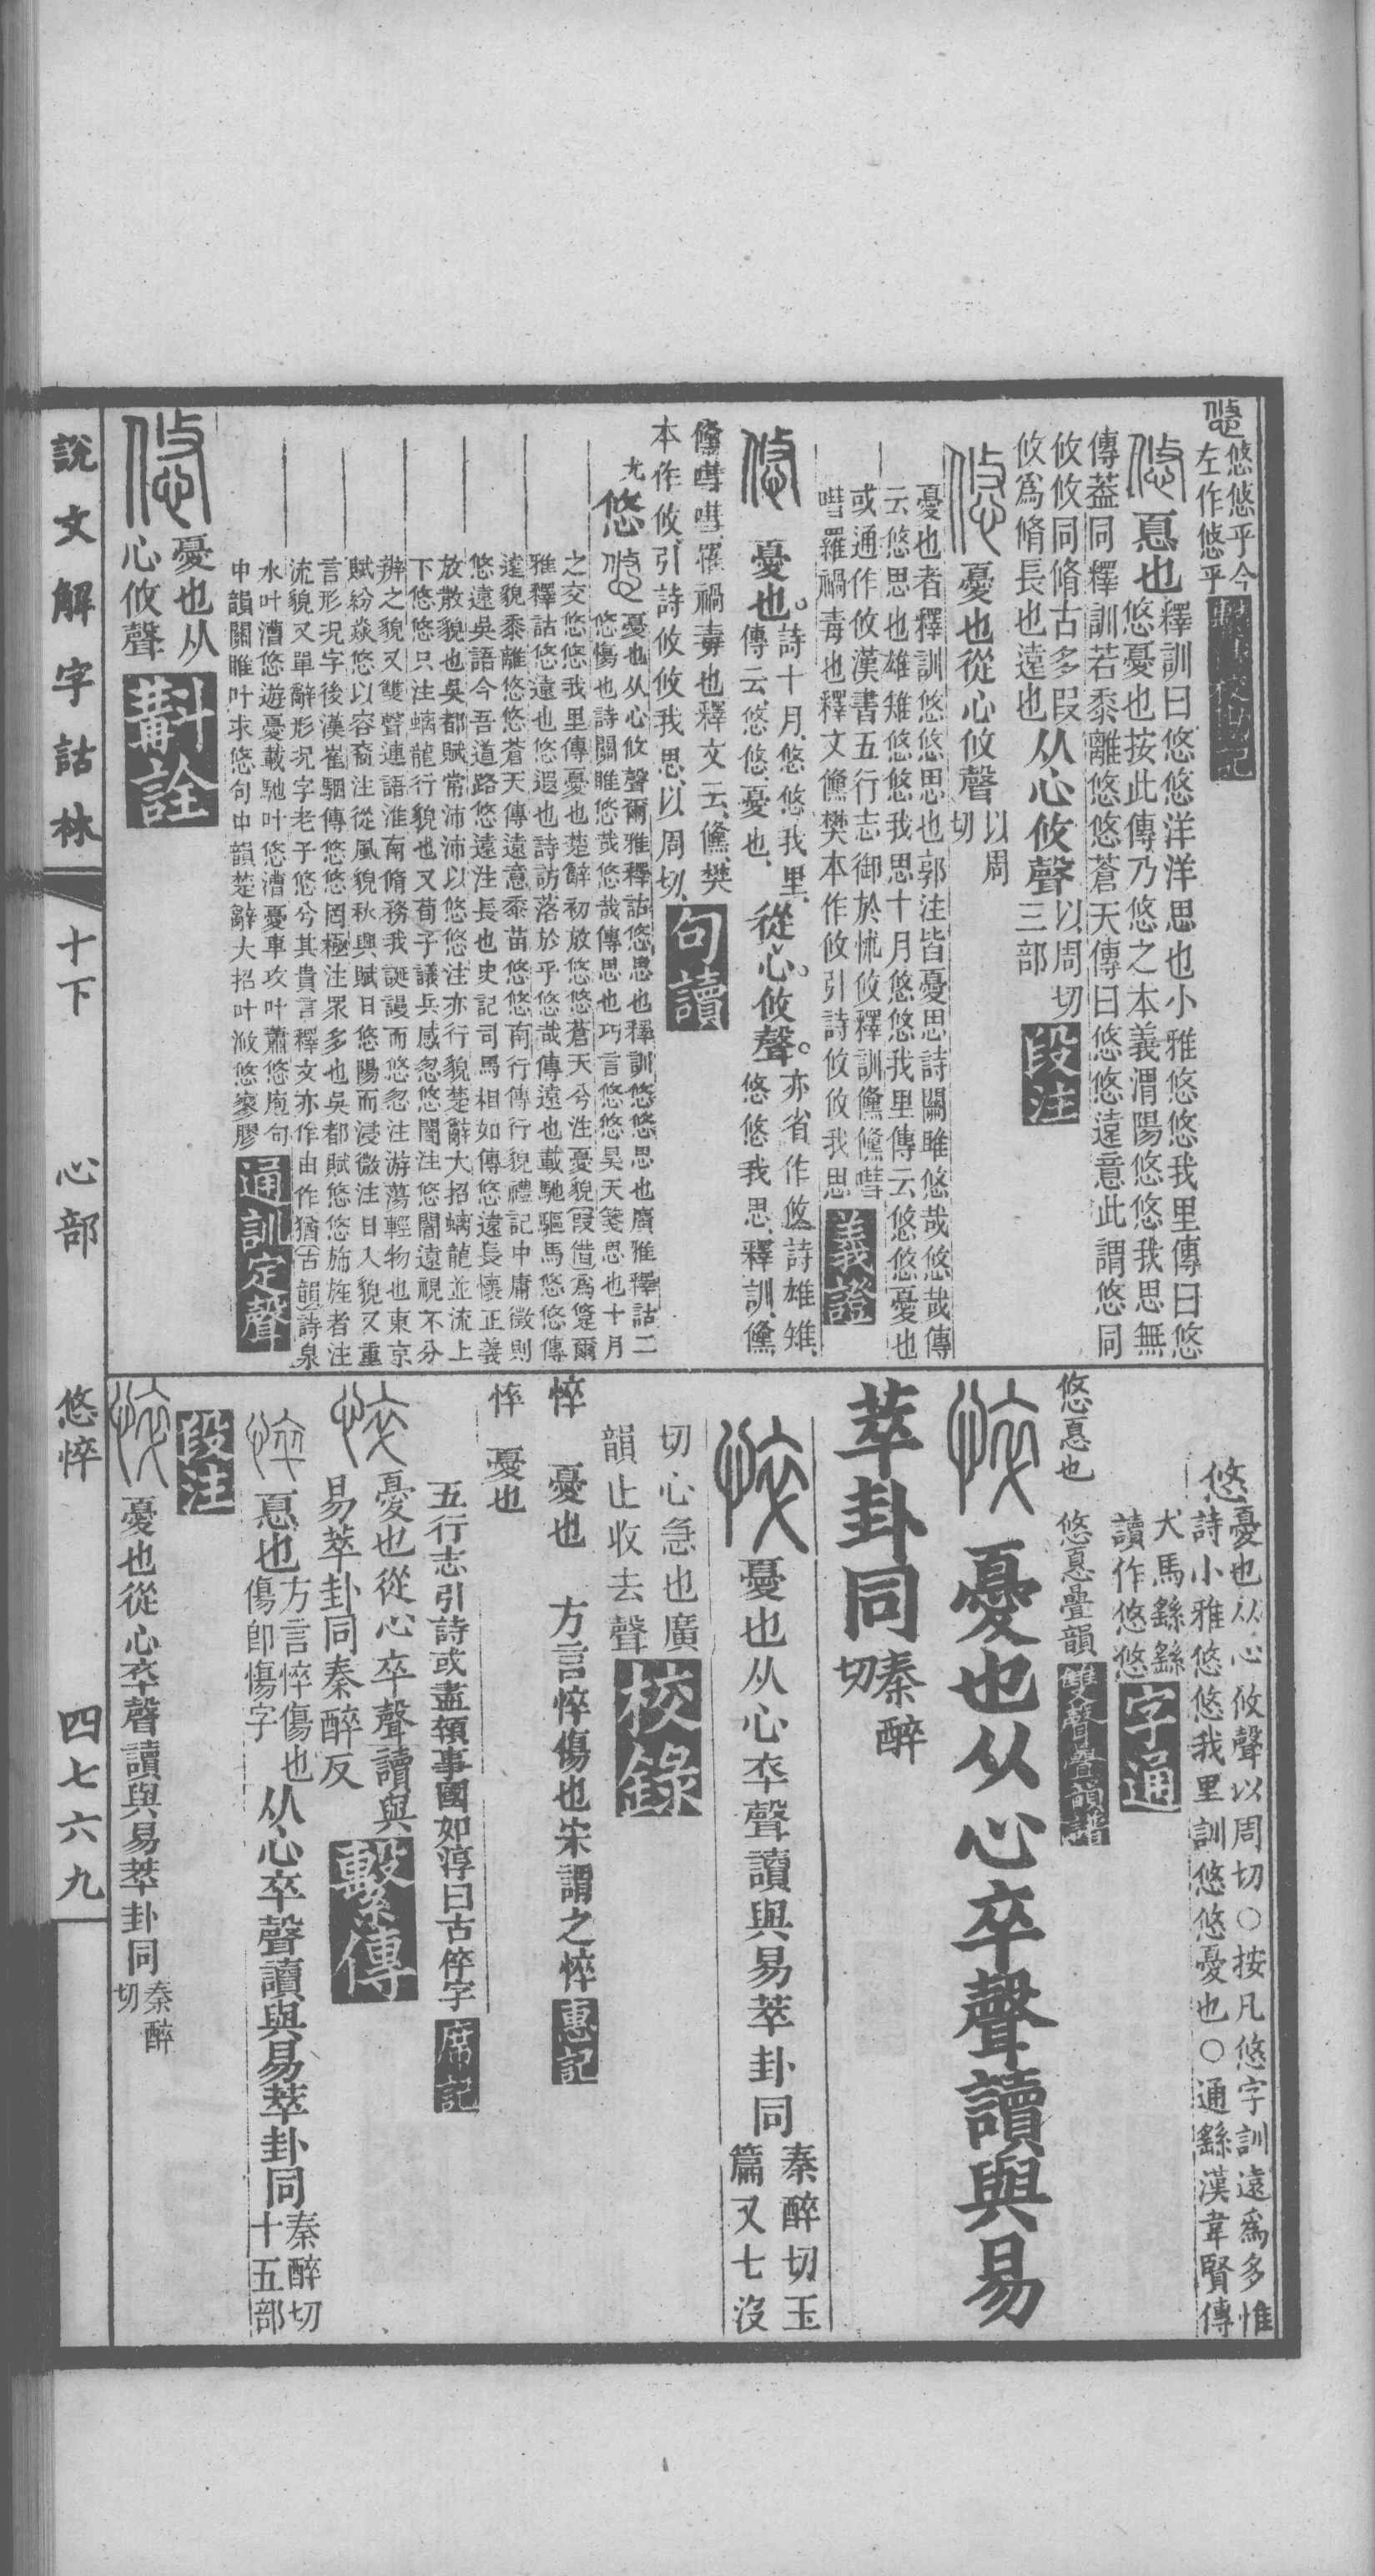 悠悠乎今
左作悠乎
㥑也
釋訓曰悠悠洋洋思也小雅悠悠我里傳曰悠
悠憂也按此傳乃悠之本義渭陽悠悠我思無
傳葢同釋訓若黍離悠悠蒼天傳曰悠悠遠意此謂悠同
攸攸同脩古多叚
攸爲脩長也遠也
从心攸聲
以周切
三部
段注
憂也從心攸聲
以周
切
憂也者釋訓悠悠思也郭注皆憂思詩關雎悠哉悠哉傳
云悠思也雄雉悠悠我思十月悠悠我里傳云悠悠憂也
或通作攸漢書五行志御於怵攸釋訓儵儵嘒
嘒羅禍毒也釋文儵樊本作攸引詩攸攸我思
義證
憂也。
詩十月、悠悠我里、
傳云、悠悠、憂也、
從心。攸聲。
亦省作攸、詩雄雉、
悠悠我思、釋訓、儵
儵嘒嘒、罹禍毒也、釋文云、儵、樊
本作攸、引詩攸攸我思、以周切、
句讀
尤
悠
憂也从心攸聲爾雅釋詁悠思也釋訓悠悠思也廣雅釋詁二
悠傷也詩關雎悠哉悠哉傳思也巧言悠悠昊天箋思也十月
之交悠悠我里傳憂也楚辭初放悠悠蒼天兮注憂貌叚借爲㢟爾
雅釋詁悠遠也悠遐也詩訪落於乎悠哉傳遠也載馳驅馬悠悠傳
遠貌黍離悠悠蒼天傳遠意黍苗悠悠南行傳行貌禮記中庸徵則
悠遠吳語今吾道路悠遠注長也史記司馬相如傳悠遠長懷正義
放散貌也吳都賦常沛沛以悠悠注亦行貌楚辭大招螭龍並流上
下悠悠只注螭龍行貌也又荀子議兵感忽悠闇注悠闇遠視不分
辨之貌又雙聲連語淮南脩務我誕謾而悠忽注游蕩輕物也東京
賦紛焱悠以容裔注從風貌秋興賦日悠陽而浸微注日入貌又重
言形況字後漢崔駰傳悠悠罔極注衆多也吳都賦悠悠旆旌者注
流貌又單辭形況字老子悠兮其貴言釋文亦作由作猶古韻詩泉
水叶漕悠遊憂載馳叶悠漕憂車攻叶蕭悠庖句
中韻關雎叶求悠句中韻楚辭大招叶浟悠寥膠
通訓定聲
憂也从
心攸聲
斠詮
悠
憂也从心攸聲以周切○按凡悠字訓遠爲多惟
詩小雅悠悠我里訓悠悠憂也○通繇漢韋賢傳
犬馬繇繇
讀作悠悠
字通
悠㥑也
悠㥑疊韻
雙聲疊韻譜
憂也从心卒聲讀與易
萃卦同
秦醉
切
憂也从心卒聲讀與易萃卦同
秦醉切玉
篇又七沒
切心急也廣
韻止收去聲
校錄
悴
憂也
方言悴傷也宋謂之悴
惠記
悴
憂也
五行志引詩或盡領事國如淳曰古倅字
席記
憂也從心卒聲讀與
易萃卦同秦醉反
繫傳
㥑也
方言悴傷也
傷卽慯字
从心卒聲讀與易萃卦同
秦醉切
十五部
段注
憂也從心卒聲讀與易萃卦同
秦醉
切
說文解字詁林
十下
心部
悠悴
四七六九